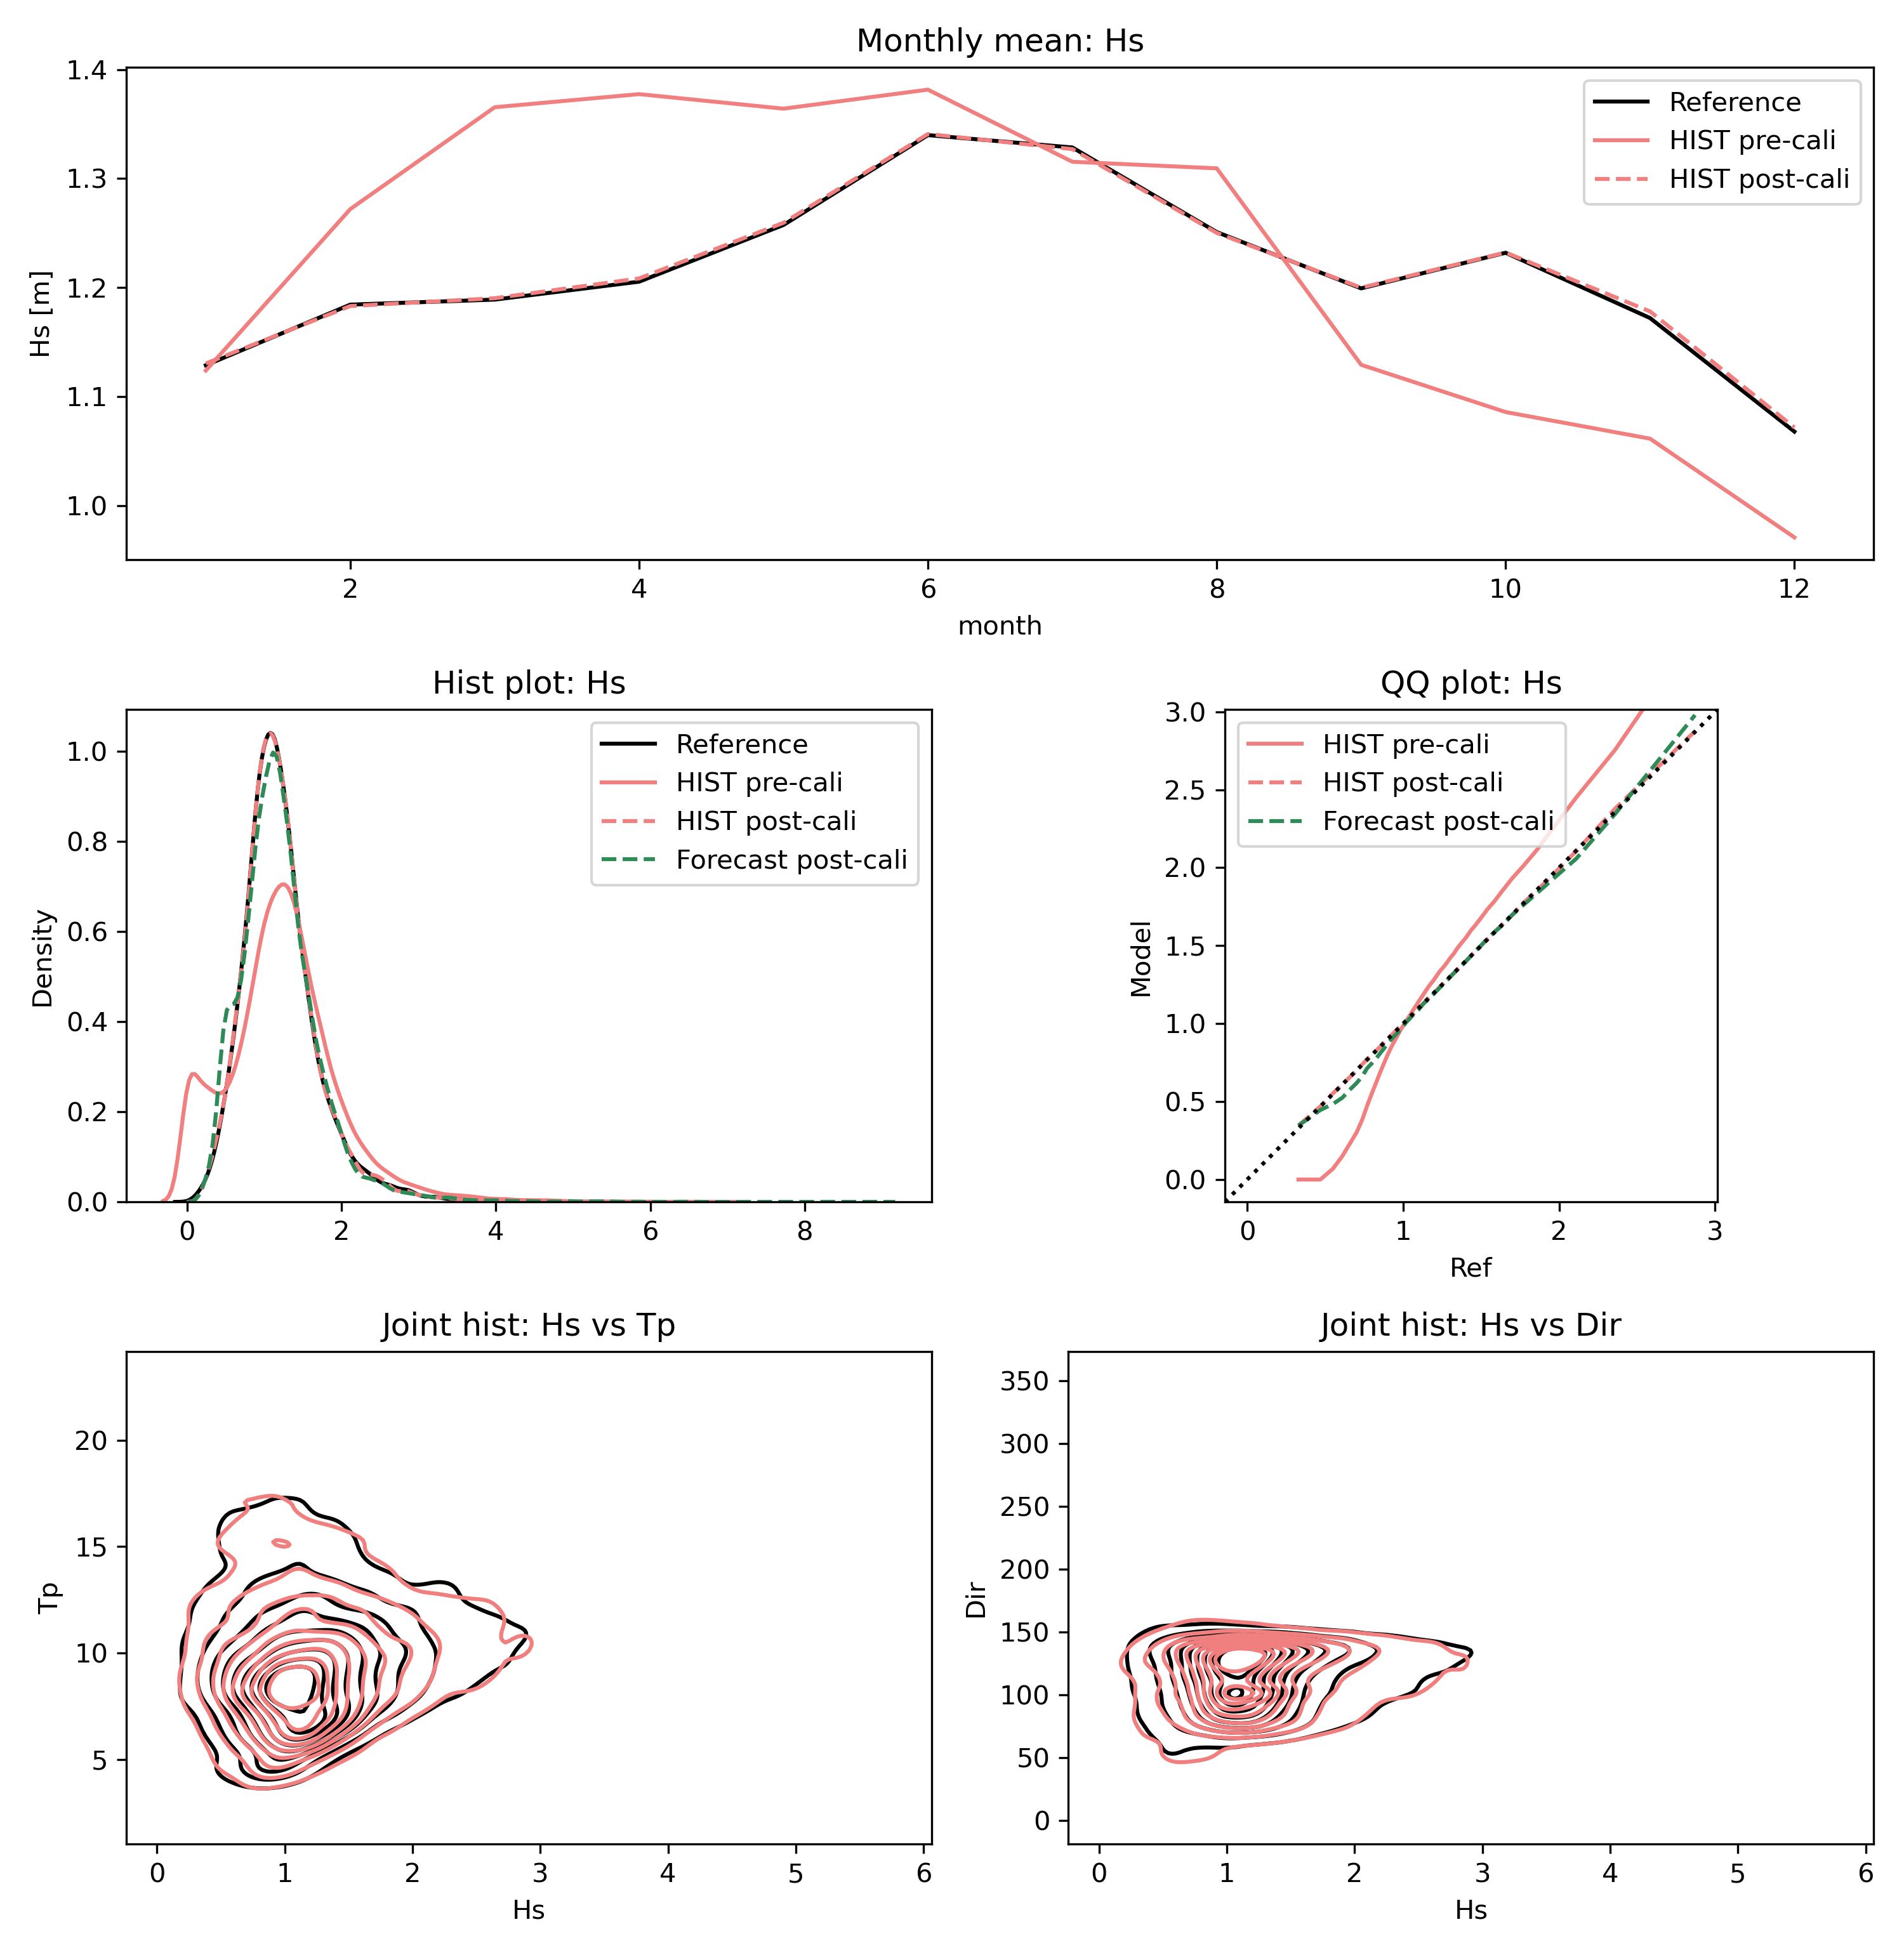 Monthly mean: Hs
1.4
1.3
1.2
1.1
1.0
Hs [m]
Reference
HIST pre-cali
HIST post-cali
2 4 6 8 10 12
month
Hist plot: Hs
1.0
0.8
0.6
0.4
0.2
0.0
Density
Reference
HIST pre-cali
HIST post-cali
Forecast post-cali
0 2 4 6 8
QQ plot: Hs
3.0
2.5
2.0
1.5
1.0
0.5
0.0
Model
HIST pre-cali
HIST post-cali
Forecast post-cali
0 1 2 3
Ref
Joint hist: Hs vs Tp
20
15
10
5
Tp
0 1 2 3 4 5 6
Hs
Joint hist: Hs vs Dir
350
300
250
200
150
100
50
0
Dir
0 1 2 3 4 5 6
Hs